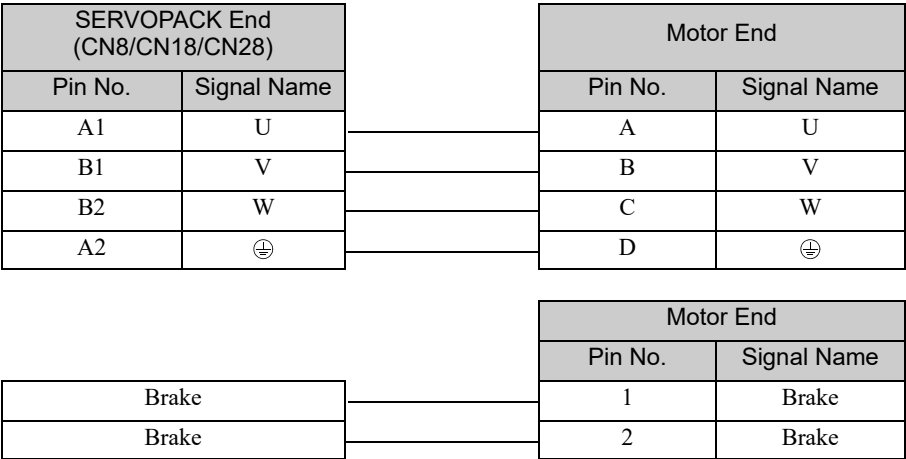 SERVOPACK End
(CN8/CN18/CN28)
Motor End
Pin No. Signal Name Pin No. Signal Name
A1 U A U
B1 V B V
B2 W C W
A2 ⏚ D ⏚
Motor End
Pin No. Signal Name
Brake 1 Brake
Brake 2 Brake